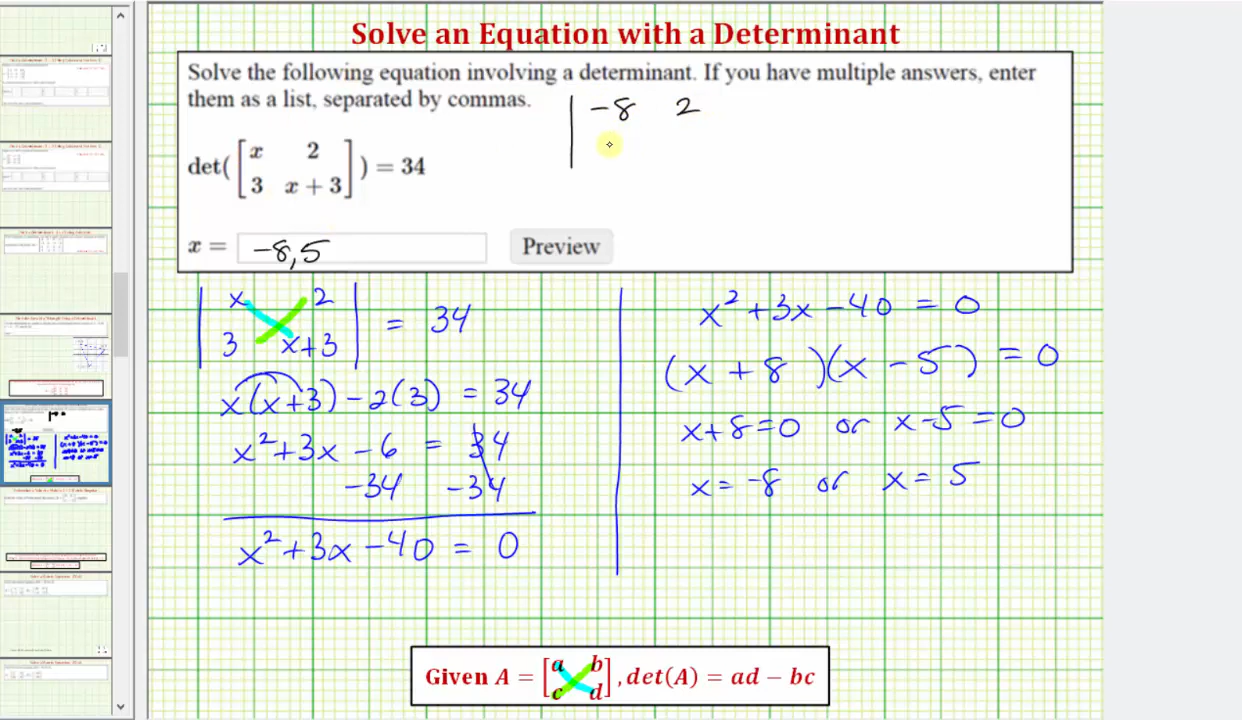 Solve an Equation with a Determinant
Solve the following equation involving a determinant. If you have multiple answers, enter
them as a list, separated by commas.
| -8 2
det([x 2
3 x + 3]) = 34
x = -8, 5 Preview
| x 2
3 x+3 | = 34
x(x+3) - 2(3) = 34
x² + 3x - 6 = 34
-34 -34
x² + 3x - 40 = 0
x² + 3x - 40 = 0
(x + 8)(x - 5) = 0
x+8=0 or x-5=0
x = -8 or x = 5
Given A = [a b
c d], det(A) = ad − bc